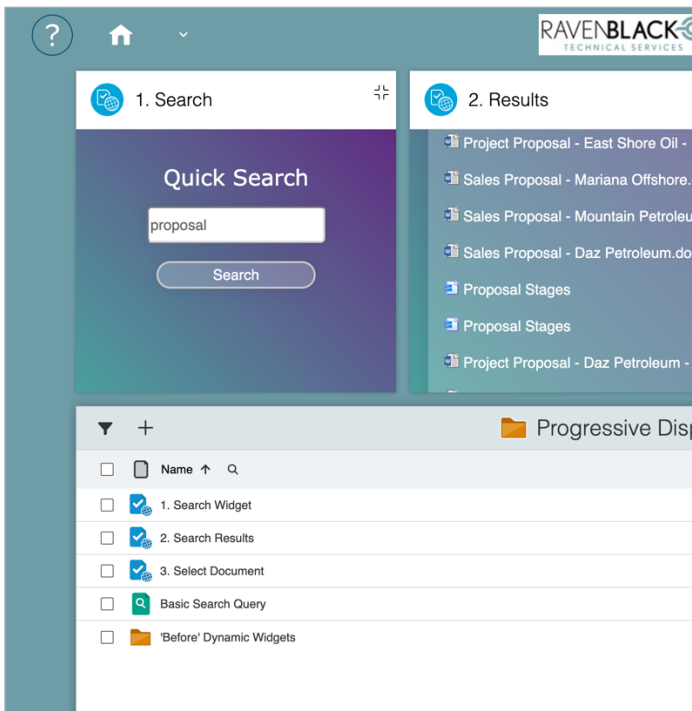 ?
RAVENBLACK
TECHNICAL SERVICES
1. Search
Quick Search
proposal
Search
2. Results
Project Proposal - East Shore Oil -
Sales Proposal - Mariana Offshore.
Sales Proposal - Mountain Petroleu
Sales Proposal - Daz Petroleum.do
Proposal Stages
Proposal Stages
Project Proposal - Daz Petroleum -
Progressive Disp
Name
1. Search Widget
2. Search Results
3. Select Document
Basic Search Query
'Before' Dynamic Widgets